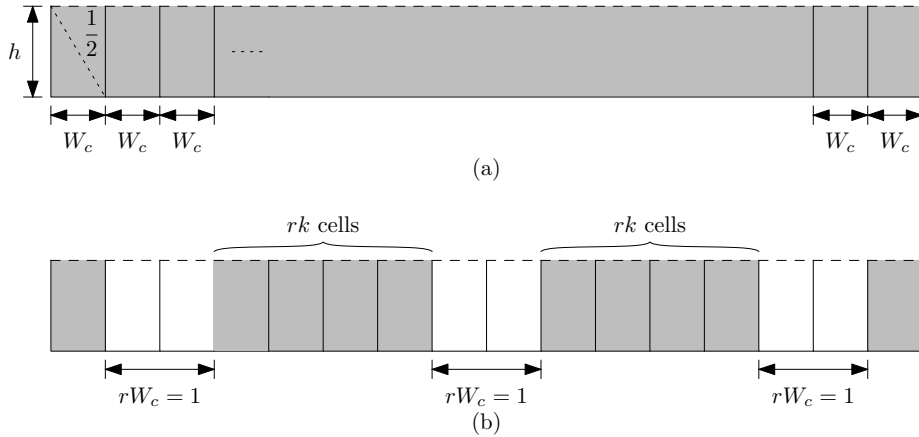 h
1/2
.....
W_c W_c W_c W_c W_c
(a)
rk cells rk cells
rW_c = 1 rW_c = 1 rW_c = 1
(b)